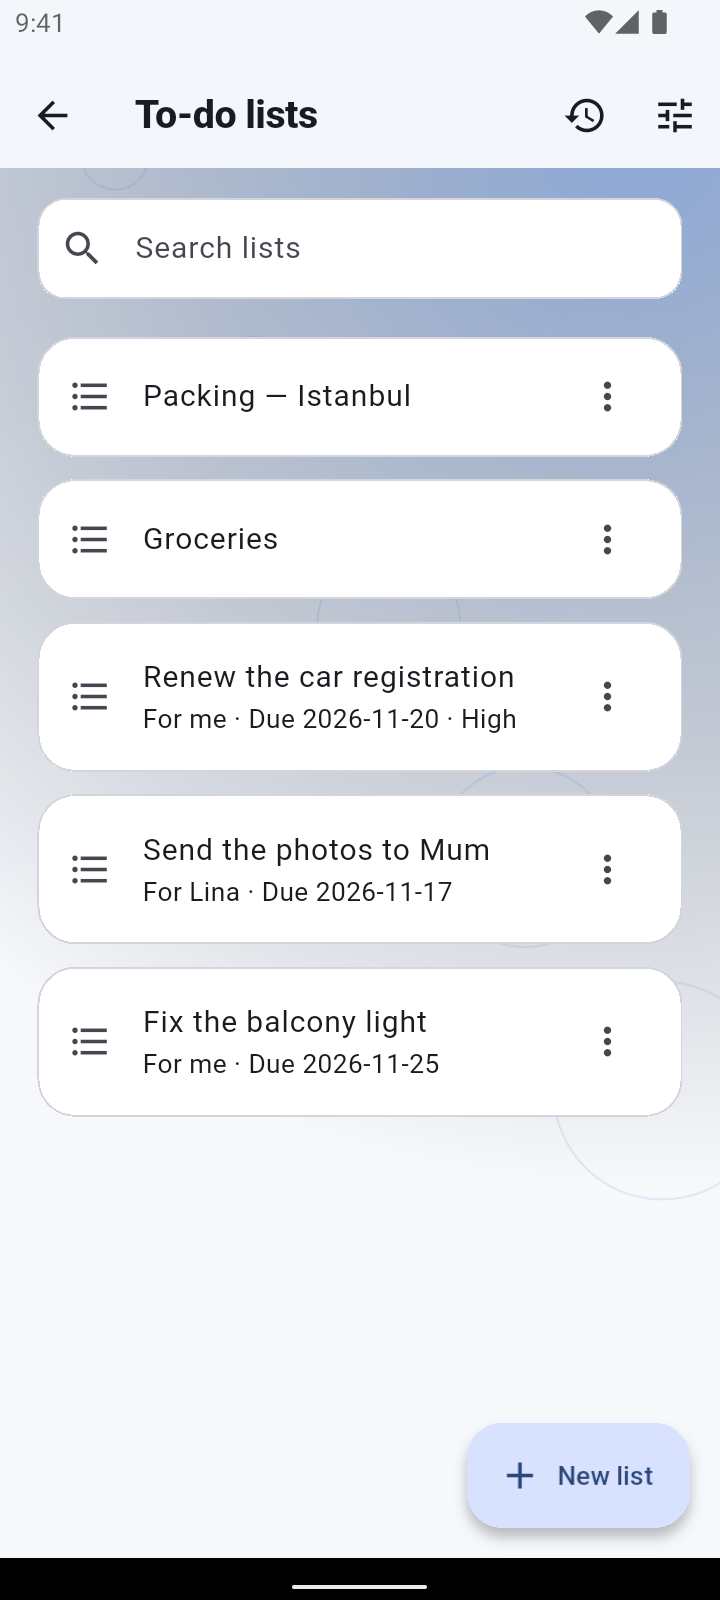 9:41
To-do lists
Search lists
Packing — Istanbul
Groceries
Renew the car registration
For me · Due 2026-11-20 · High
Send the photos to Mum
For Lina · Due 2026-11-17
Fix the balcony light
For me · Due 2026-11-25
New list